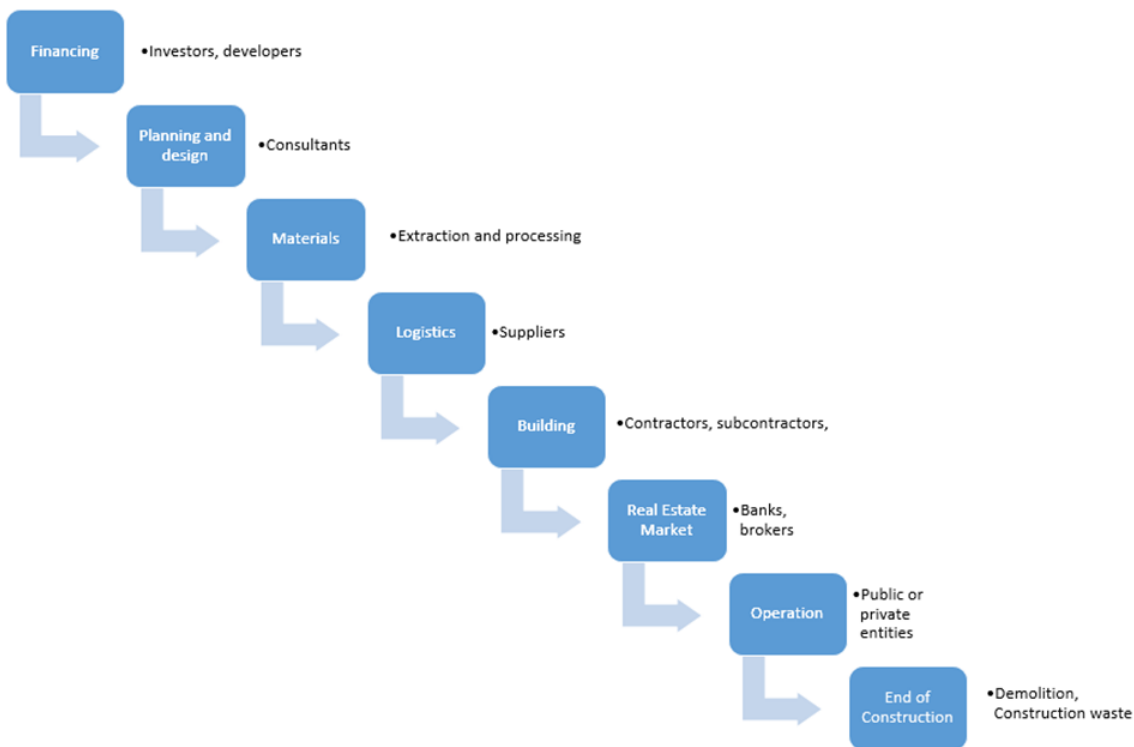 Financing
•Investors, developers
Planning and
design
•Consultants
Materials
•Extraction and processing
Logistics
•Suppliers
Building
•Contractors, subcontractors,
Real Estate
Market
•Banks,
brokers
Operation
•Public or
private
entities
End of
Construction
•Demolition,
Construction waste